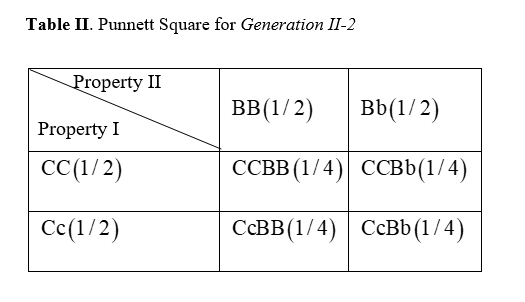 Table II. Punnett Square for Generation II-2
Property II
Property I
BB(1/2)
Bb(1/2)
CC(1/2)
CCBB(1/4)
CCBb(1/4)
Cc(1/2)
CcBB(1/4)
CcBb(1/4)